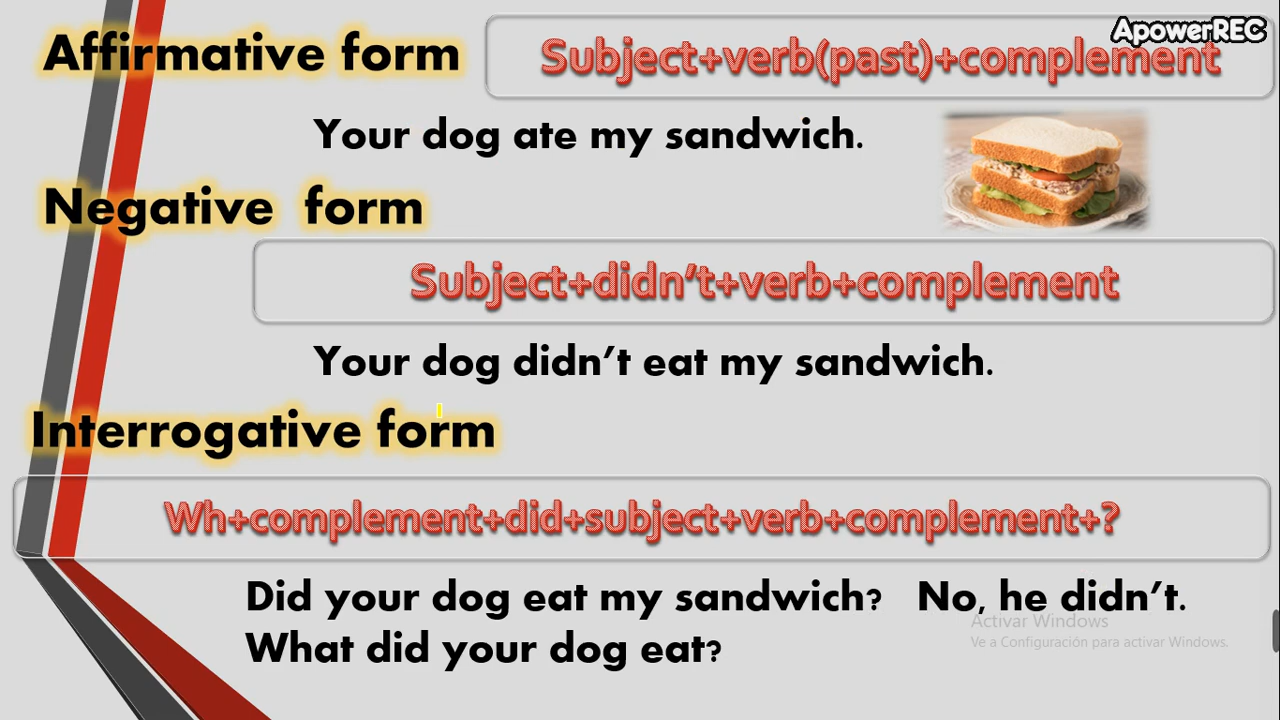 ApowerREC
Affirmative form
Subject+verb(past)+complement
Your dog ate my sandwich.
Negative form
Subject+didn't+verb+complement
Your dog didn't eat my sandwich.
Interrogative form
Wh+complement+did+subject+verb+complement+?
Did your dog eat my sandwich? No, he didn't.
Activar Windows
Ve a Configuración para activar Windows.
What did your dog eat?